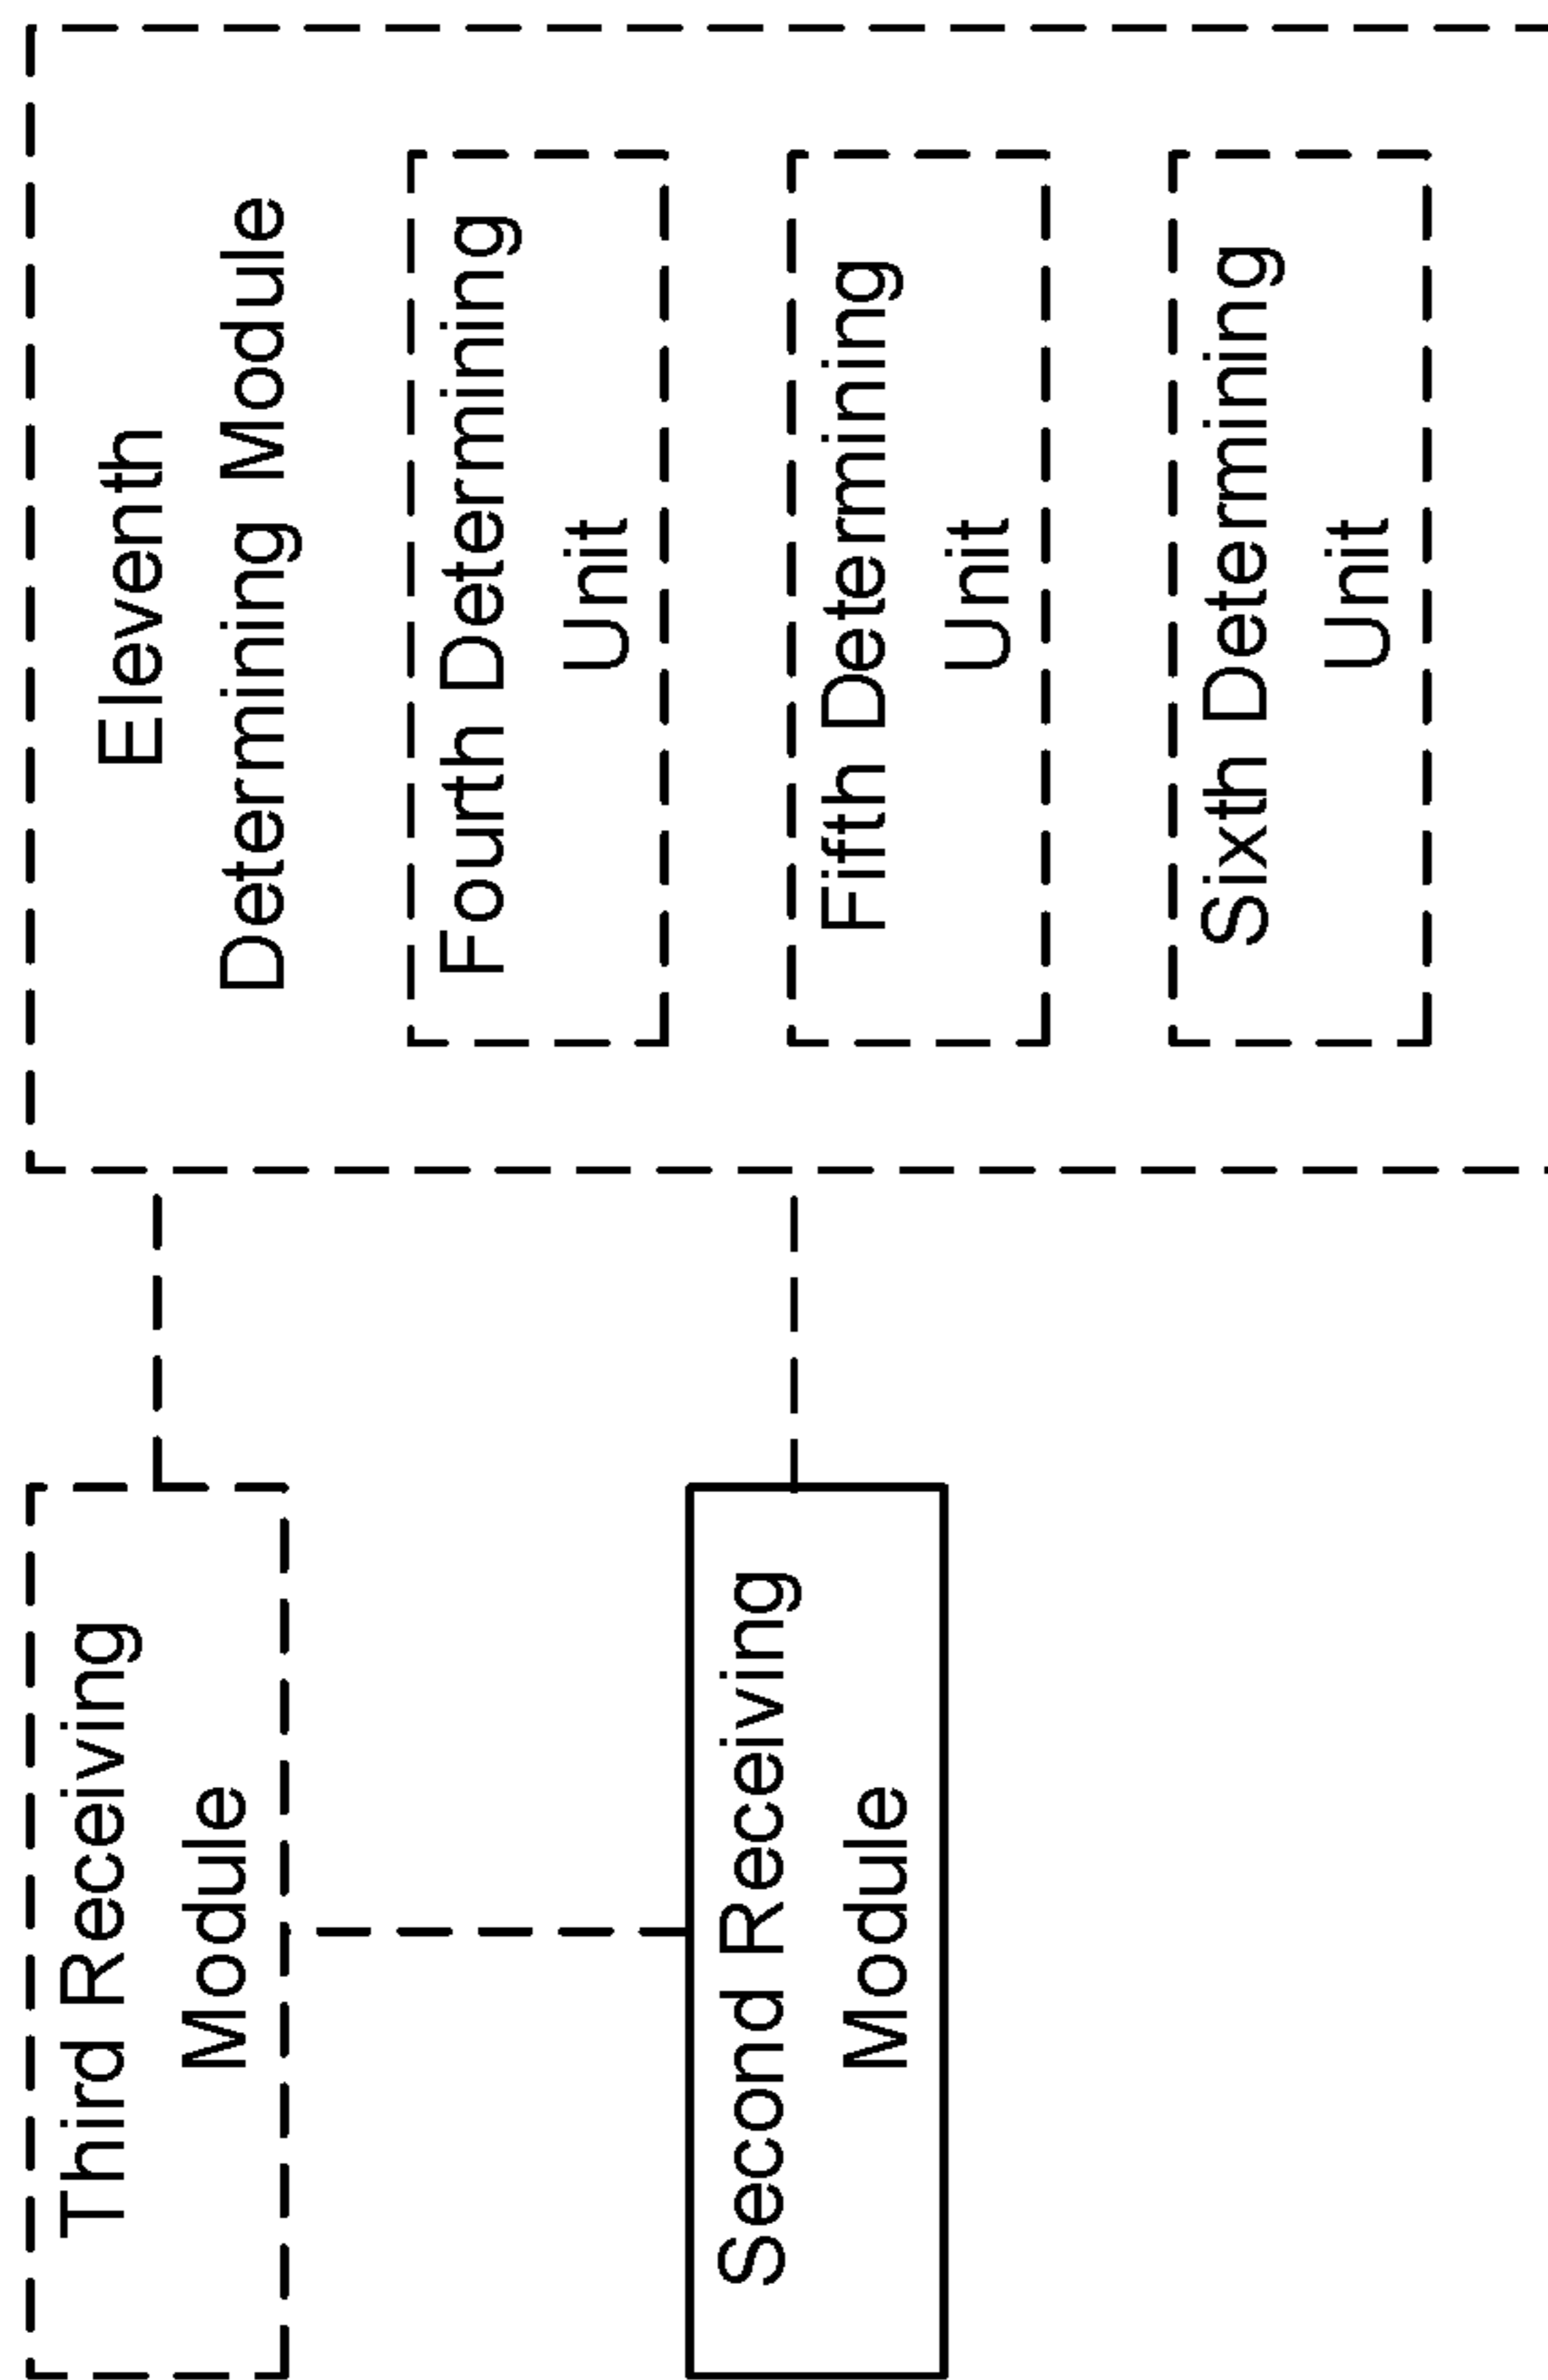 Third Receiving
Module
Eleventh
Determining Module
Fourth Determining
Unit
Second Receiving
Module
Fifth Determining
Unit
Sixth Determining
Unit